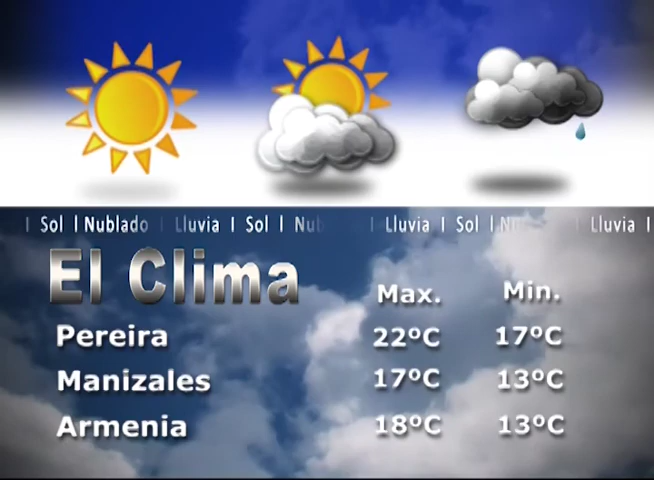 I Sol I Nublado Lluvia I Sol I Nub I Lluvia I Sol I N Lluvia I
El Clima
Max. Min.
Pereira 22ºC 17ºC
Manizales 17ºC 13ºC
Armenia 18ºC 13ºC